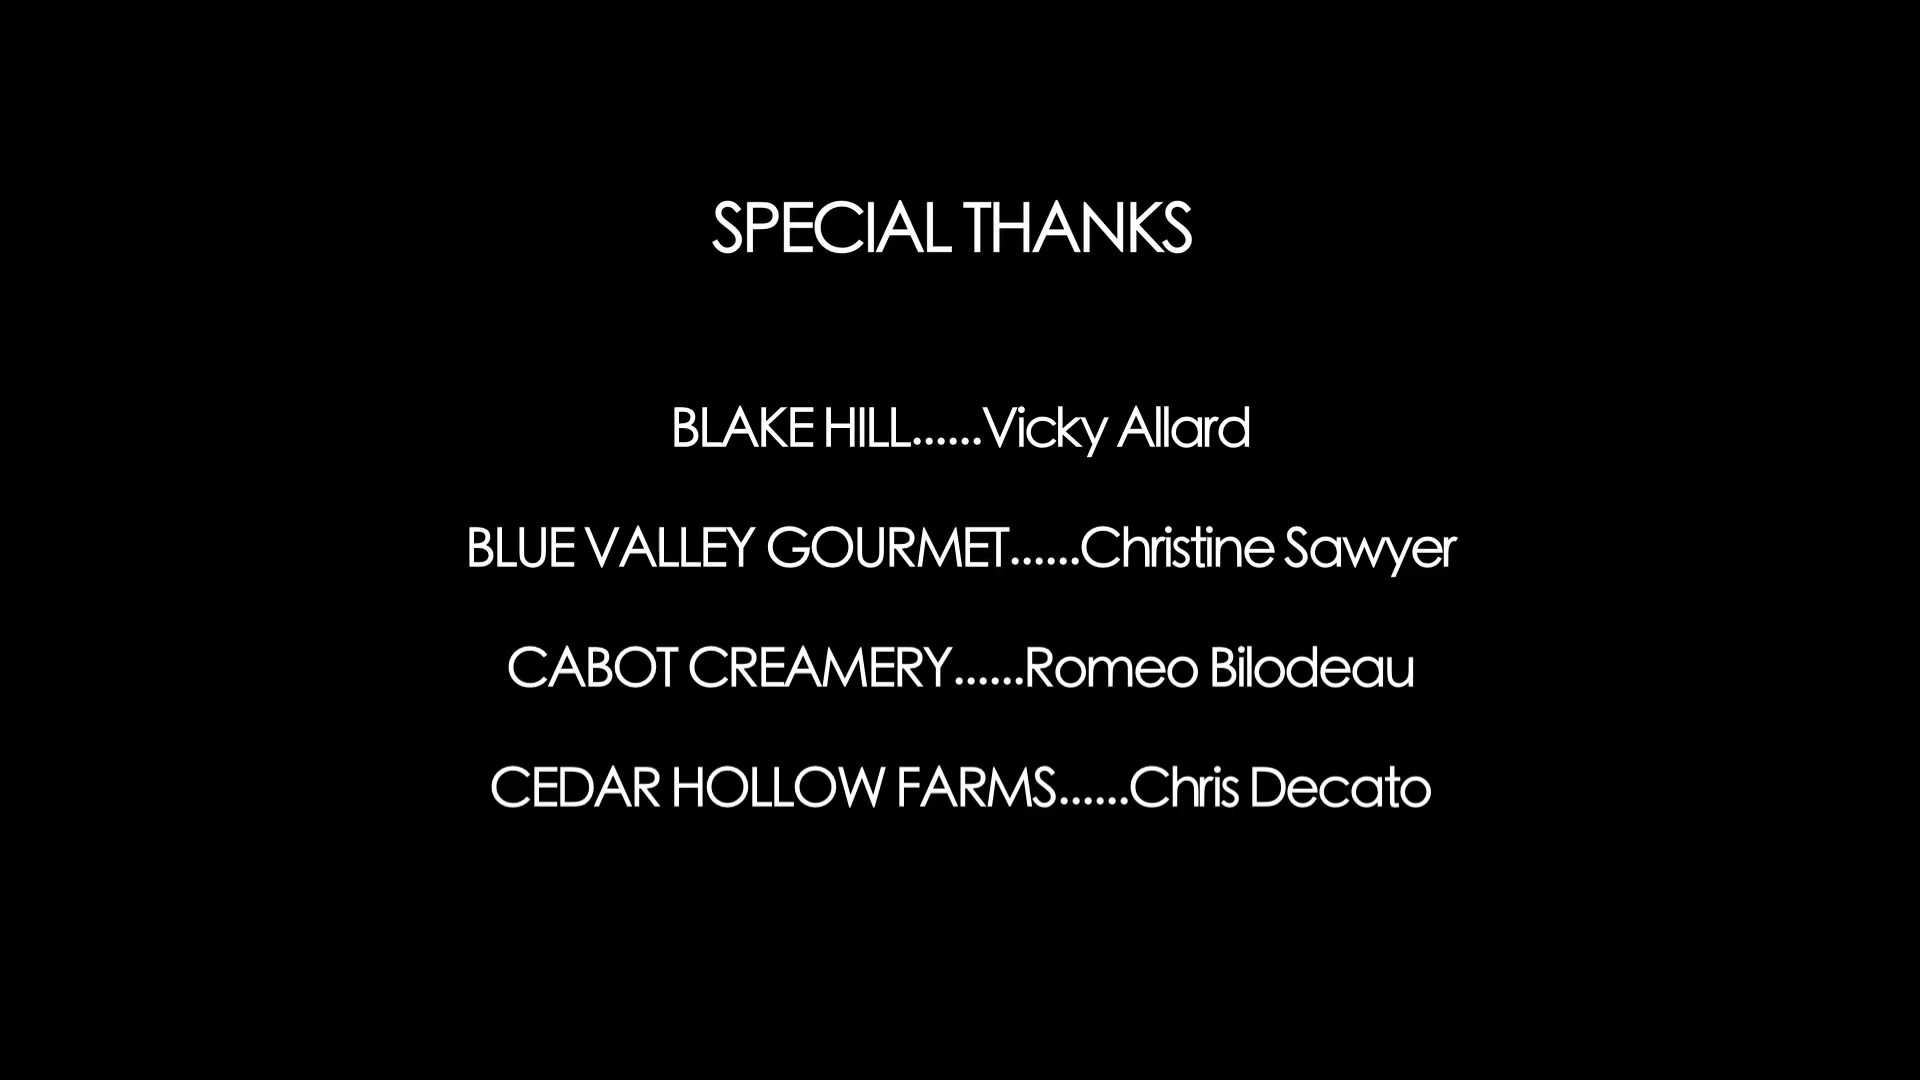 SPECIAL THANKS
BLAKE HILL......Vicky Allard
BLUE VALLEY GOURMET......Christine Sawyer
CABOT CREAMERY......Romeo Bilodeau
CEDAR HOLLOW FARMS......Chris Decato